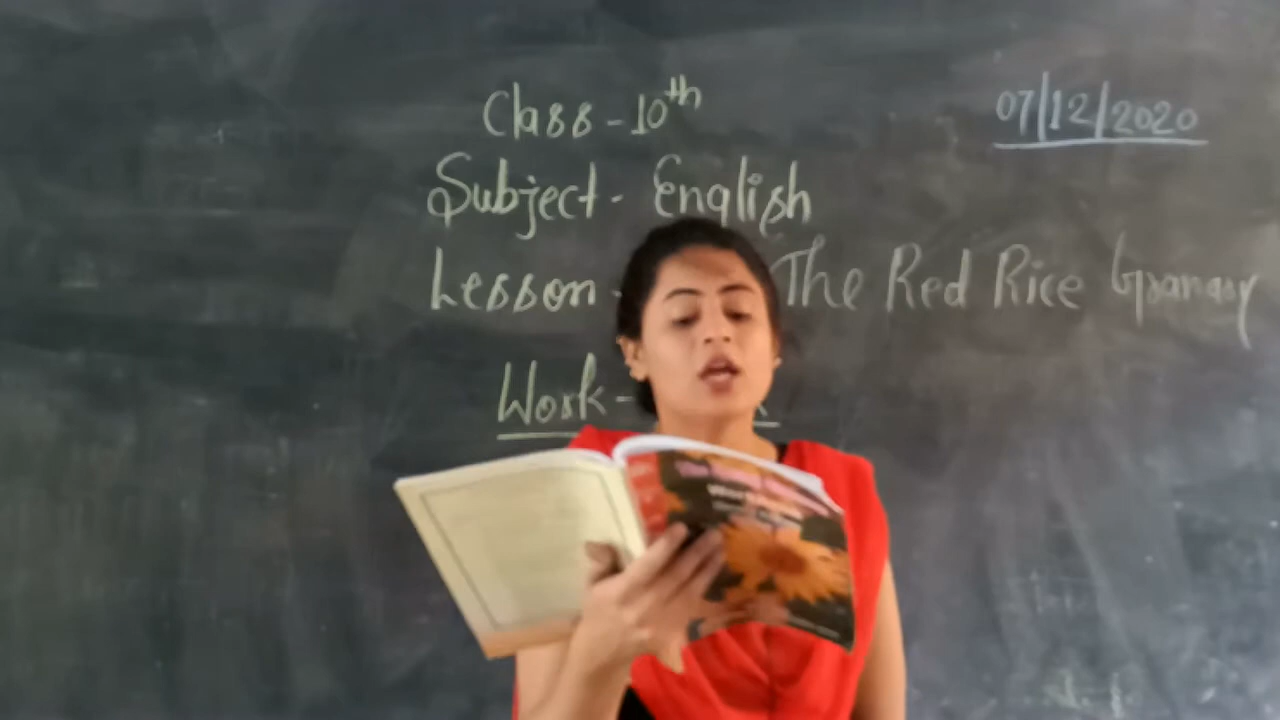 Class - 10th
07/12/2020
Subject - English
Lesson - The Red Rice Granary
Work -